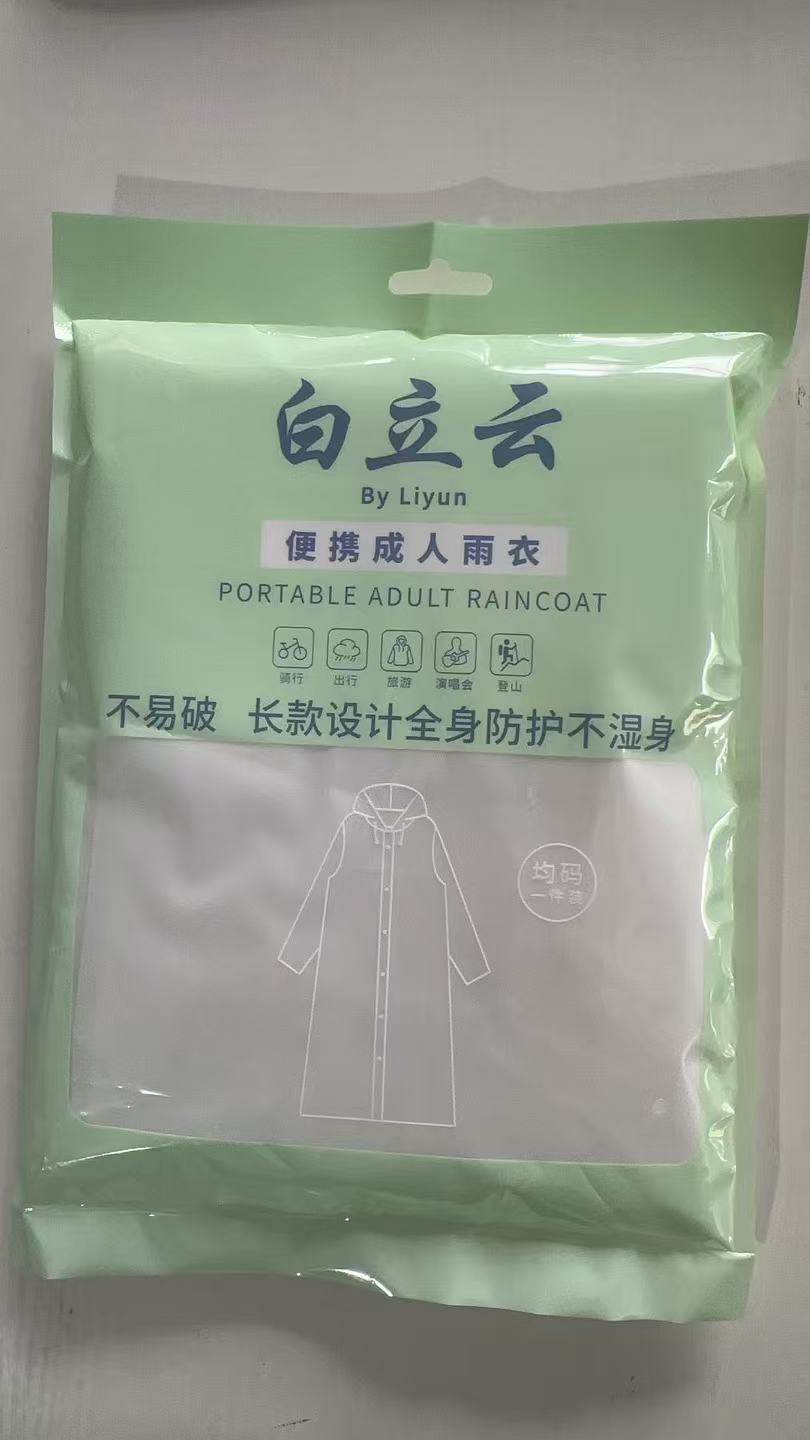 白立云
By Liyun
便携成人雨衣
PORTABLE ADULT RAINCOAT
骑行 出行 旅游 演唱会 登山
不易破 长款设计全身防护不湿身
均码
一件装